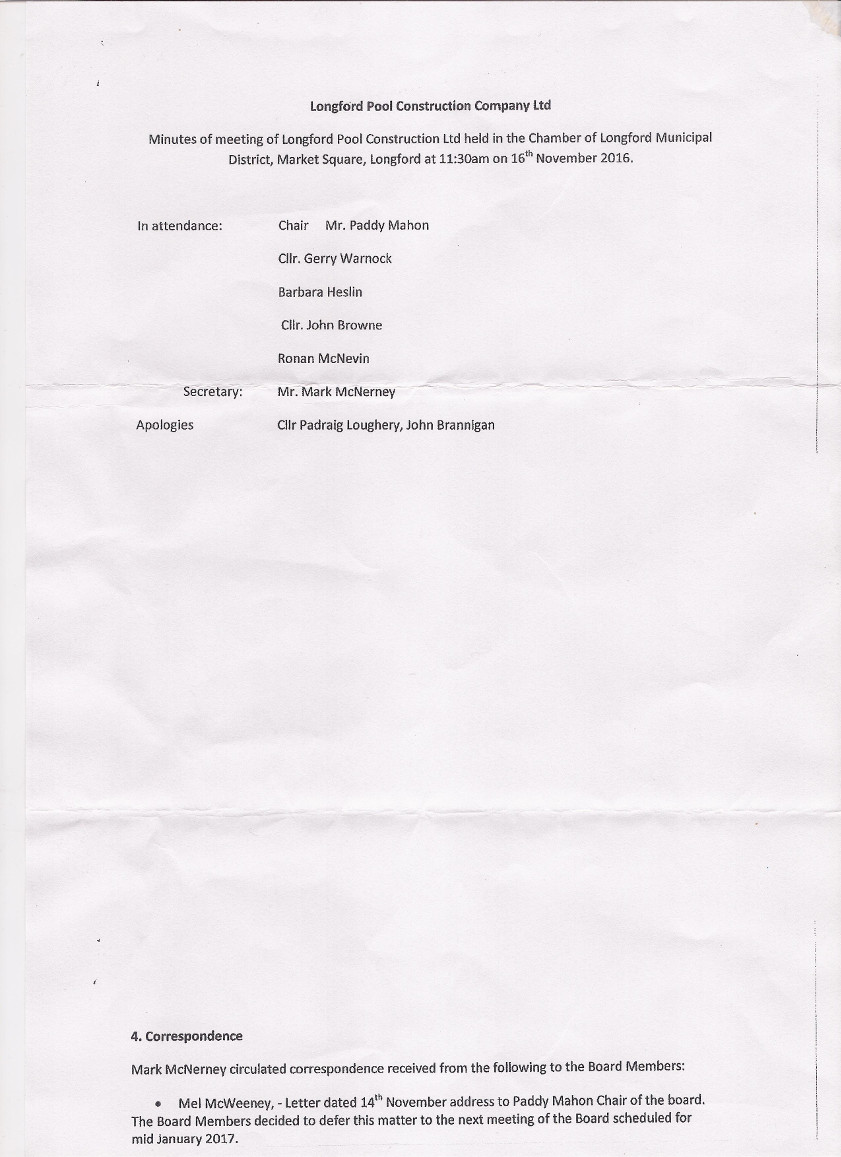 Longford Pool Construction Company Ltd
Minutes of meeting of Longford Pool Construction Ltd held in the Chamber of Longford Municipal
District, Market Square, Longford at 11:30am on 16th November 2016.
In attendance: Chair Mr. Paddy Mahon
Cllr. Gerry Warnock
Barbara Heslin
Cllr. John Browne
Ronan McNevin
Secretary: Mr. Mark McNerney
Apologies Cllr Padraig Loughery, John Brannigan
4. Correspondence
Mark McNerney circulated correspondence received from the following to the Board Members:
• Mel McWeeney, - Letter dated 14th November address to Paddy Mahon Chair of the board.
The Board Members decided to defer this matter to the next meeting of the Board scheduled for
mid January 2017.